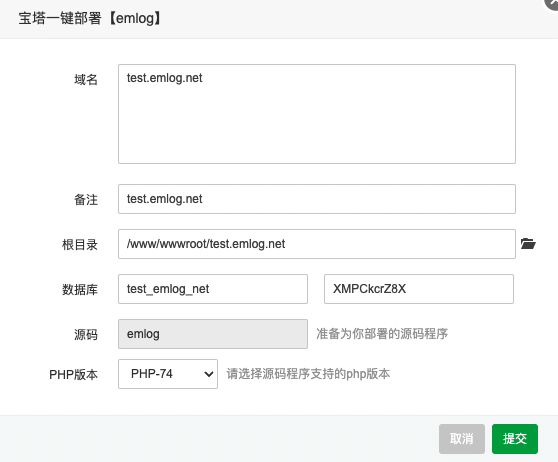 宝塔一键部署【emlog】
域名
test.emlog.net
备注
test.emlog.net
根目录
/www/wwwroot/test.emlog.net
数据库
test_emlog_net
XMPCkcrZ8X
源码
emlog
准备为你部署的源码程序
PHP版本
PHP-74
请选择源码程序支持的php版本
取消
提交